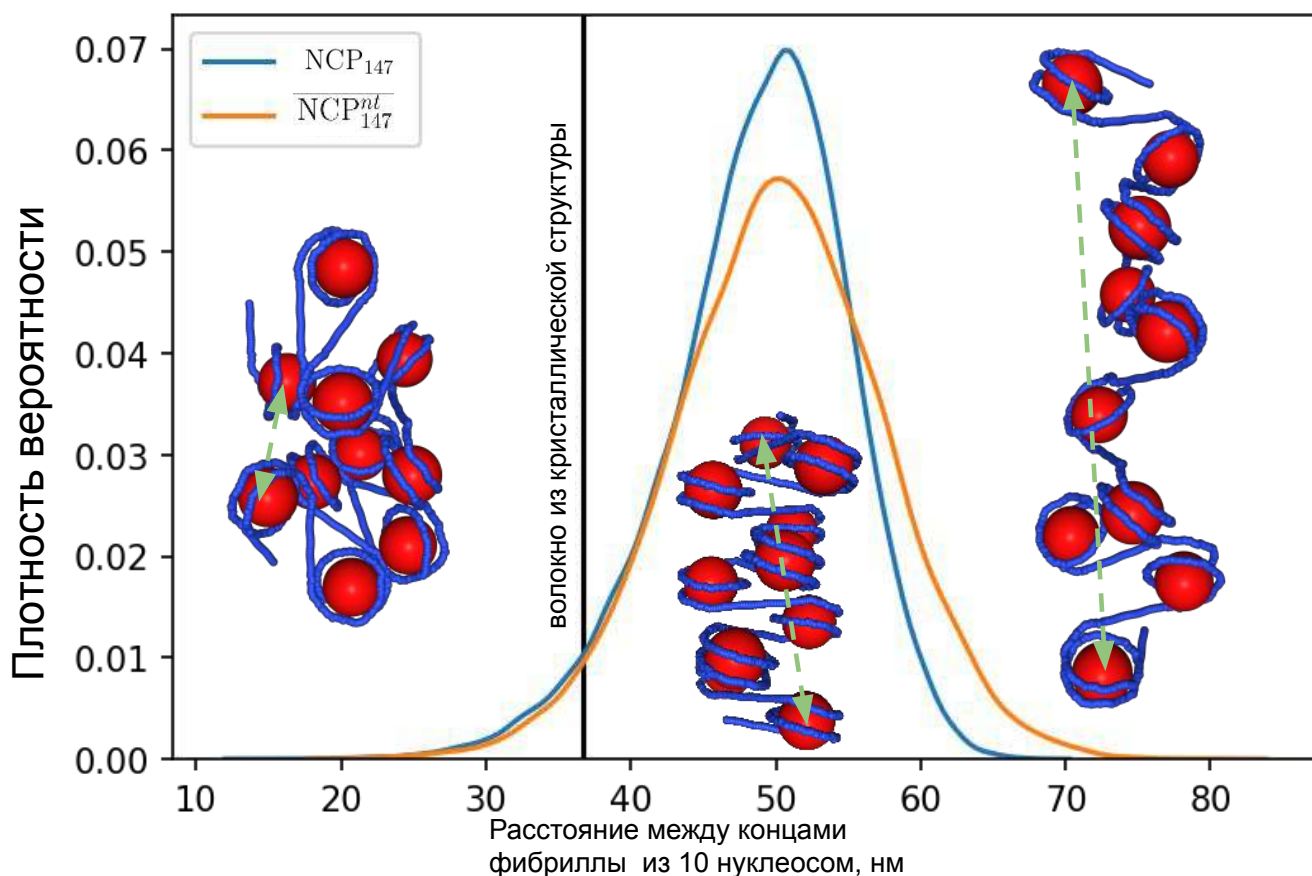 Плотность вероятности
0.07
0.06
0.05
0.04
0.03
0.02
0.01
0.00
NCP₁₄₇
NCPⁿᵗ₁₄₇
волокно из кристаллической структуры
10 20 30 40 50 60 70 80
Расстояние между концами
фибриллы из 10 нуклеосом, нм